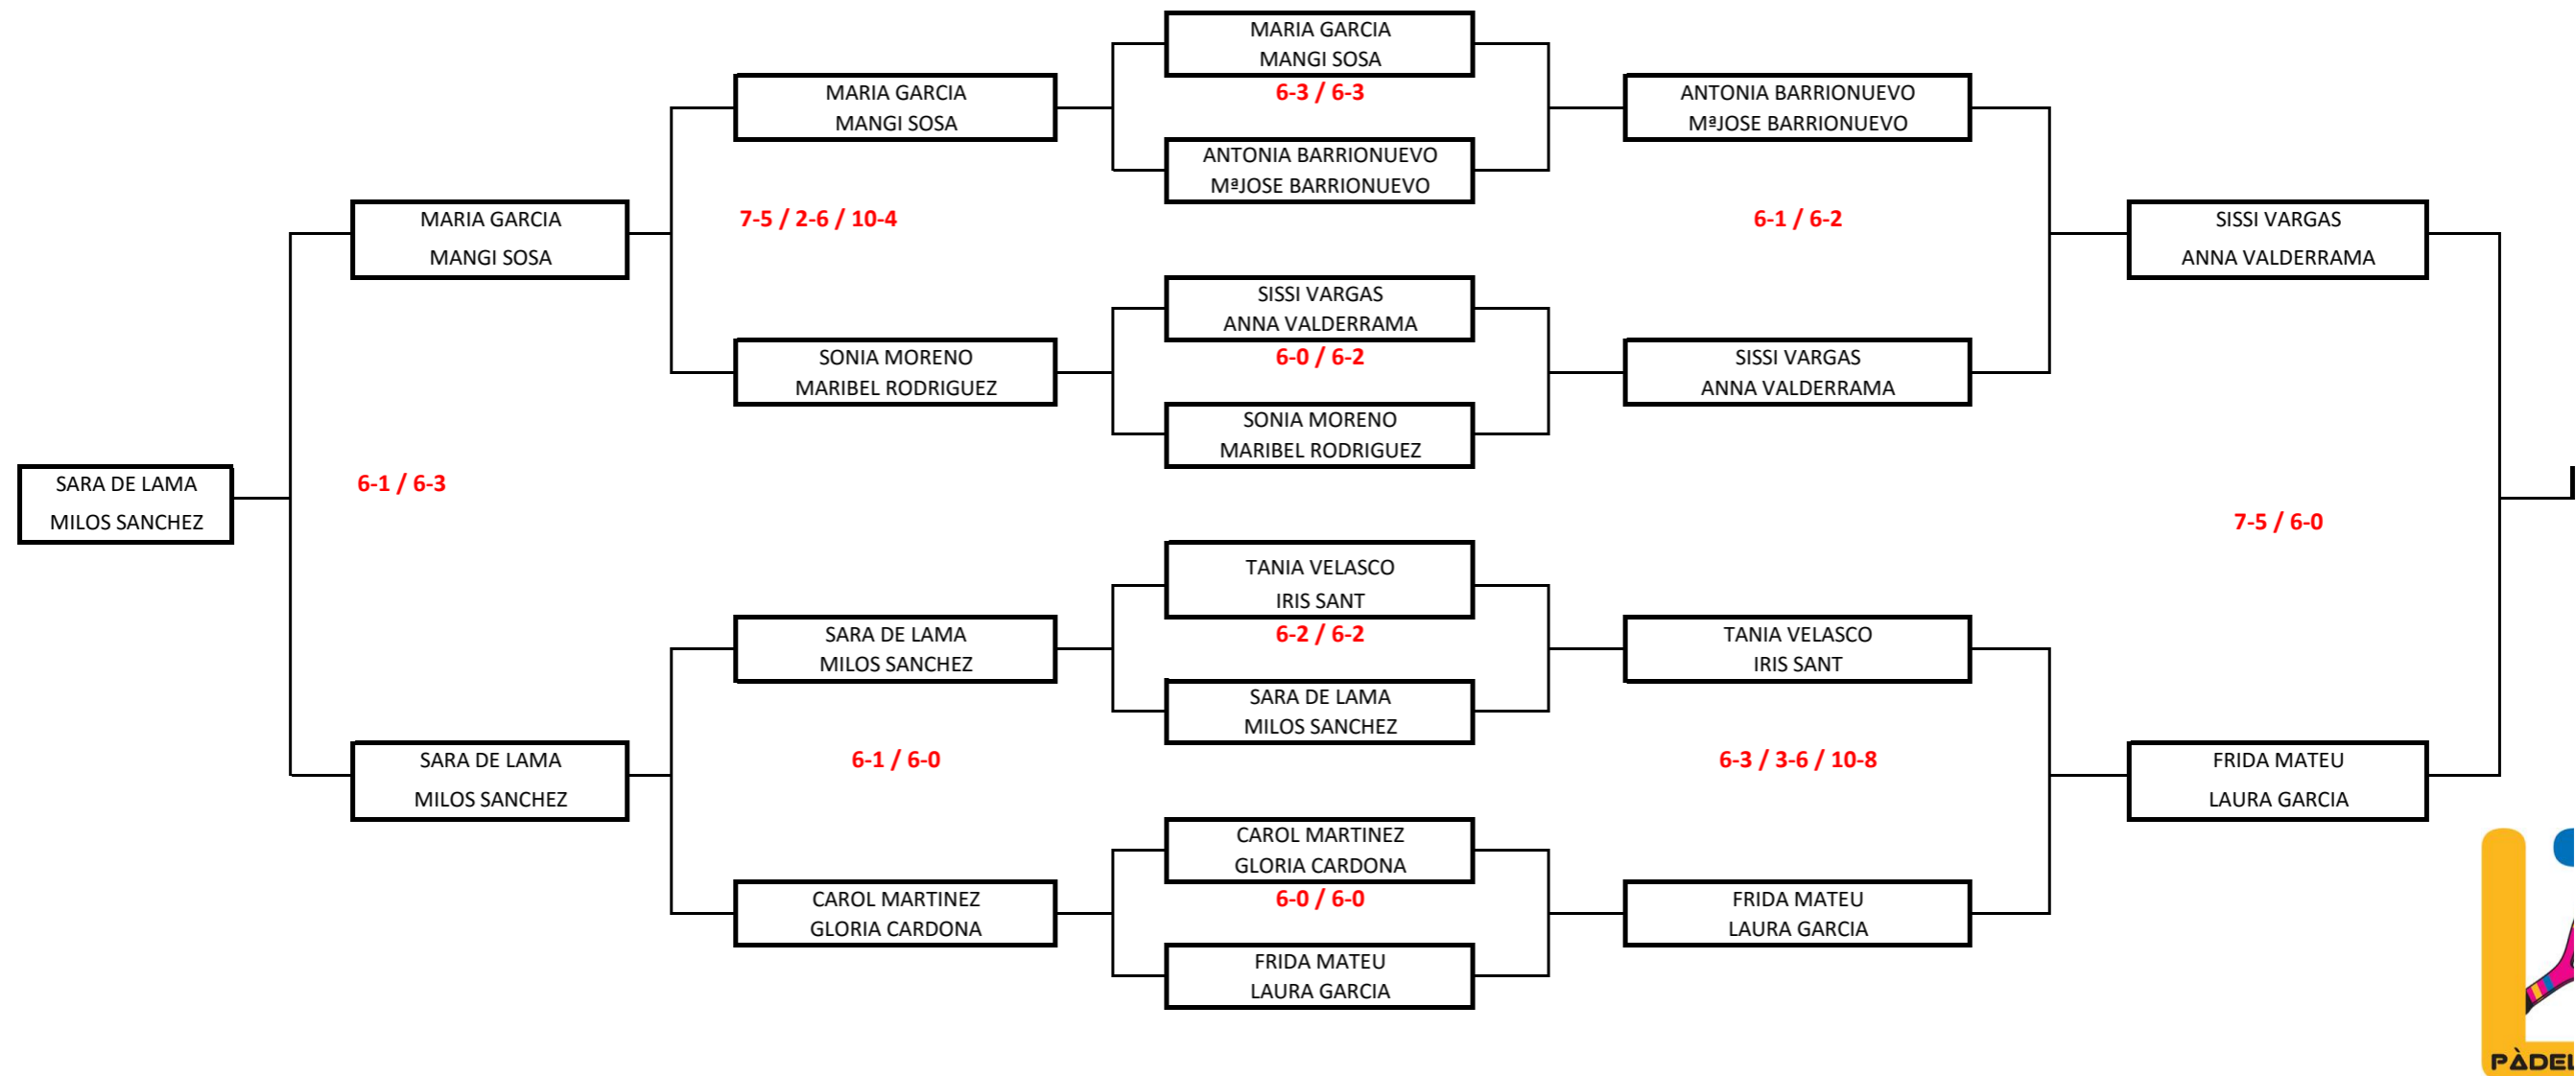 MARIA GARCIA
MANGI SOSA
6-3 / 6-3
ANTONIA BARRIONUEVO
MªJOSE BARRIONUEVO
MARIA GARCIA
MANGI SOSA
ANTONIA BARRIONUEVO
MªJOSE BARRIONUEVO
MARIA GARCIA
MANGI SOSA
7-5 / 2-6 / 10-4
6-1 / 6-2
SISSI VARGAS
ANNA VALDERRAMA
SISSI VARGAS
ANNA VALDERRAMA
6-0 / 6-2
SONIA MORENO
MARIBEL RODRIGUEZ
SONIA MORENO
MARIBEL RODRIGUEZ
SISSI VARGAS
ANNA VALDERRAMA
SARA DE LAMA
MILOS SANCHEZ
6-1 / 6-3
7-5 / 6-0
TANIA VELASCO
IRIS SANT
6-2 / 6-2
SARA DE LAMA
MILOS SANCHEZ
SARA DE LAMA
MILOS SANCHEZ
TANIA VELASCO
IRIS SANT
SARA DE LAMA
MILOS SANCHEZ
6-1 / 6-0
6-3 / 3-6 / 10-8
FRIDA MATEU
LAURA GARCIA
CAROL MARTINEZ
GLORIA CARDONA
6-0 / 6-0
FRIDA MATEU
LAURA GARCIA
CAROL MARTINEZ
GLORIA CARDONA
FRIDA MATEU
LAURA GARCIA